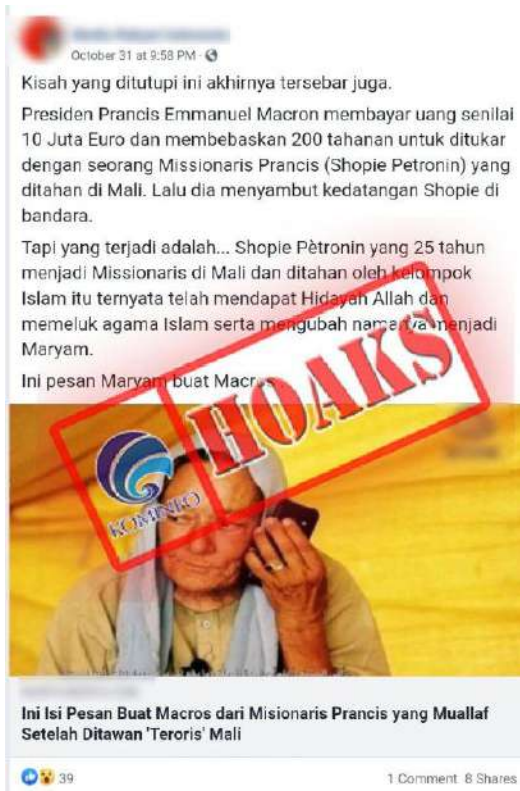 October 31 at 9:58 PM ·
Kisah yang ditutupi ini akhirnya tersebar juga.
Presiden Prancis Emmanuel Macron membayar uang senilai
10 Juta Euro dan membebaskan 200 tahanan untuk ditukar
dengan seorang Missionaris Prancis (Shopie Petronin) yang
ditahan di Mali. Lalu dia menyambut kedatangan Shopie di
bandara.
Tapi yang terjadi adalah... Shopie Pètronin yang 25 tahun
menjadi Missionaris di Mali dan ditahan oleh kelompok
Islam itu ternyata telah mendapat Hidayah Allah dan
memeluk agama Islam serta mengubah menjadi
Maryam.
Ini pesan Maryam buat
HOAKS
KOMINFO
Ini Isi Pesan Buat Macros dari Misionaris Prancis yang Muallaf
Setelah Ditawan 'Teroris' Mali
39
1 Comment 8 Shares